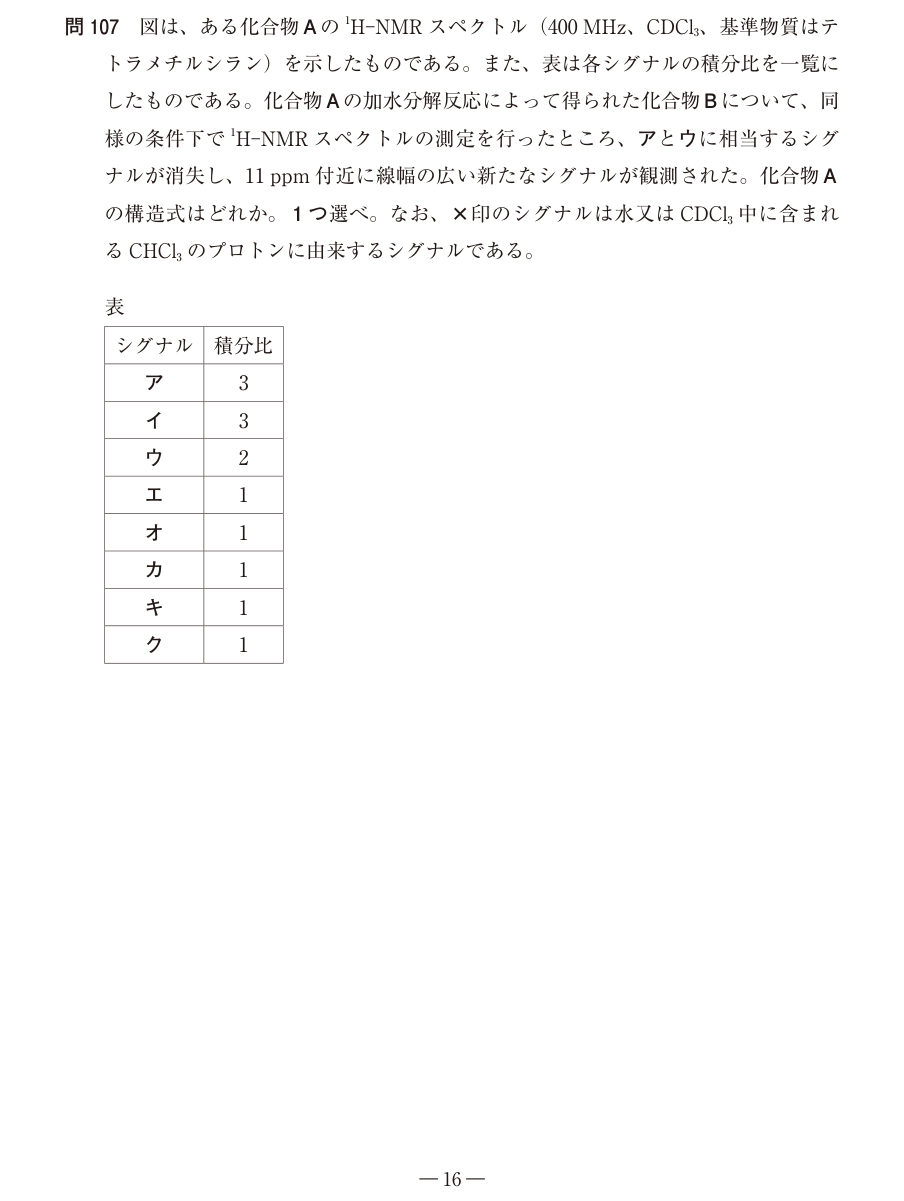 問 107　図は、ある化合物Aの ¹H-NMR スペクトル（400 MHz、CDCl₃、基準物質はテ
トラメチルシラン）を示したものである。また、表は各シグナルの積分比を一覧に
したものである。化合物Aの加水分解反応によって得られた化合物Bについて、同
様の条件下で ¹H-NMR スペクトルの測定を行ったところ、アとウに相当するシグ
ナルが消失し、11 ppm 付近に線幅の広い新たなシグナルが観測された。化合物A
の構造式はどれか。1つ選べ。なお、×印のシグナルは水又は CDCl₃ 中に含まれ
る CHCl₃ のプロトンに由来するシグナルである。
表
シグナル　積分比
ア　3
イ　3
ウ　2
エ　1
オ　1
カ　1
キ　1
ク　1
— 16 —